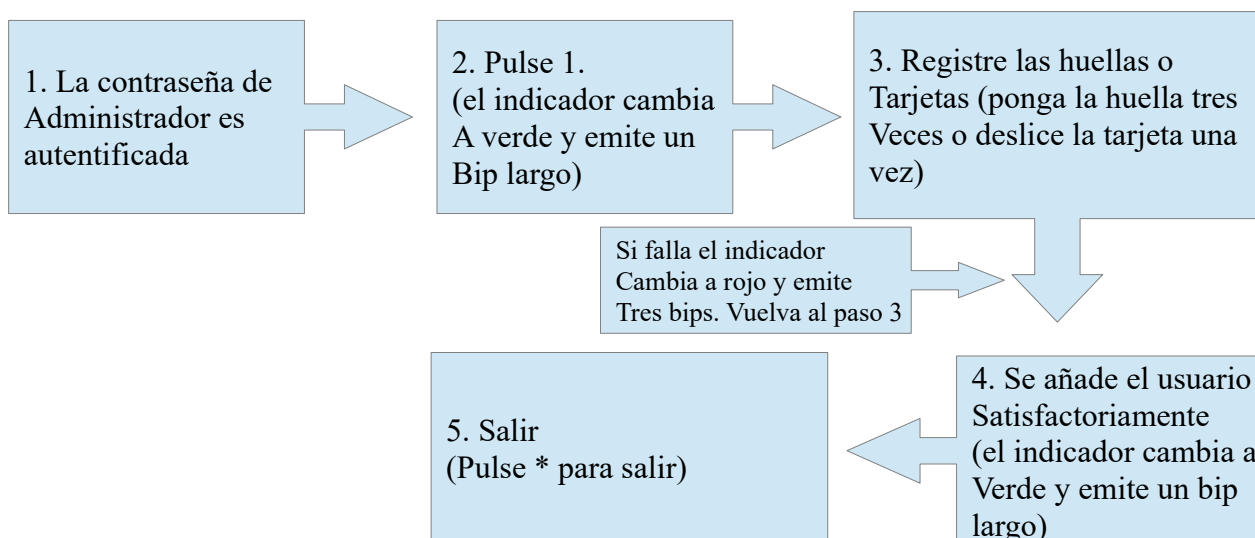 1. La contraseña de
Administrador es
autentificada
2. Pulse 1.
(el indicador cambia
A verde y emite un
Bip largo)
3. Registre las huellas o
Tarjetas (ponga la huella tres
Veces o deslice la tarjeta una
vez)
Si falla el indicador
Cambia a rojo y emite
Tres bips. Vuelva al paso 3
4. Se añade el usuario
Satisfactoriamente
(el indicador cambia a
Verde y emite un bip
largo)
5. Salir
(Pulse * para salir)